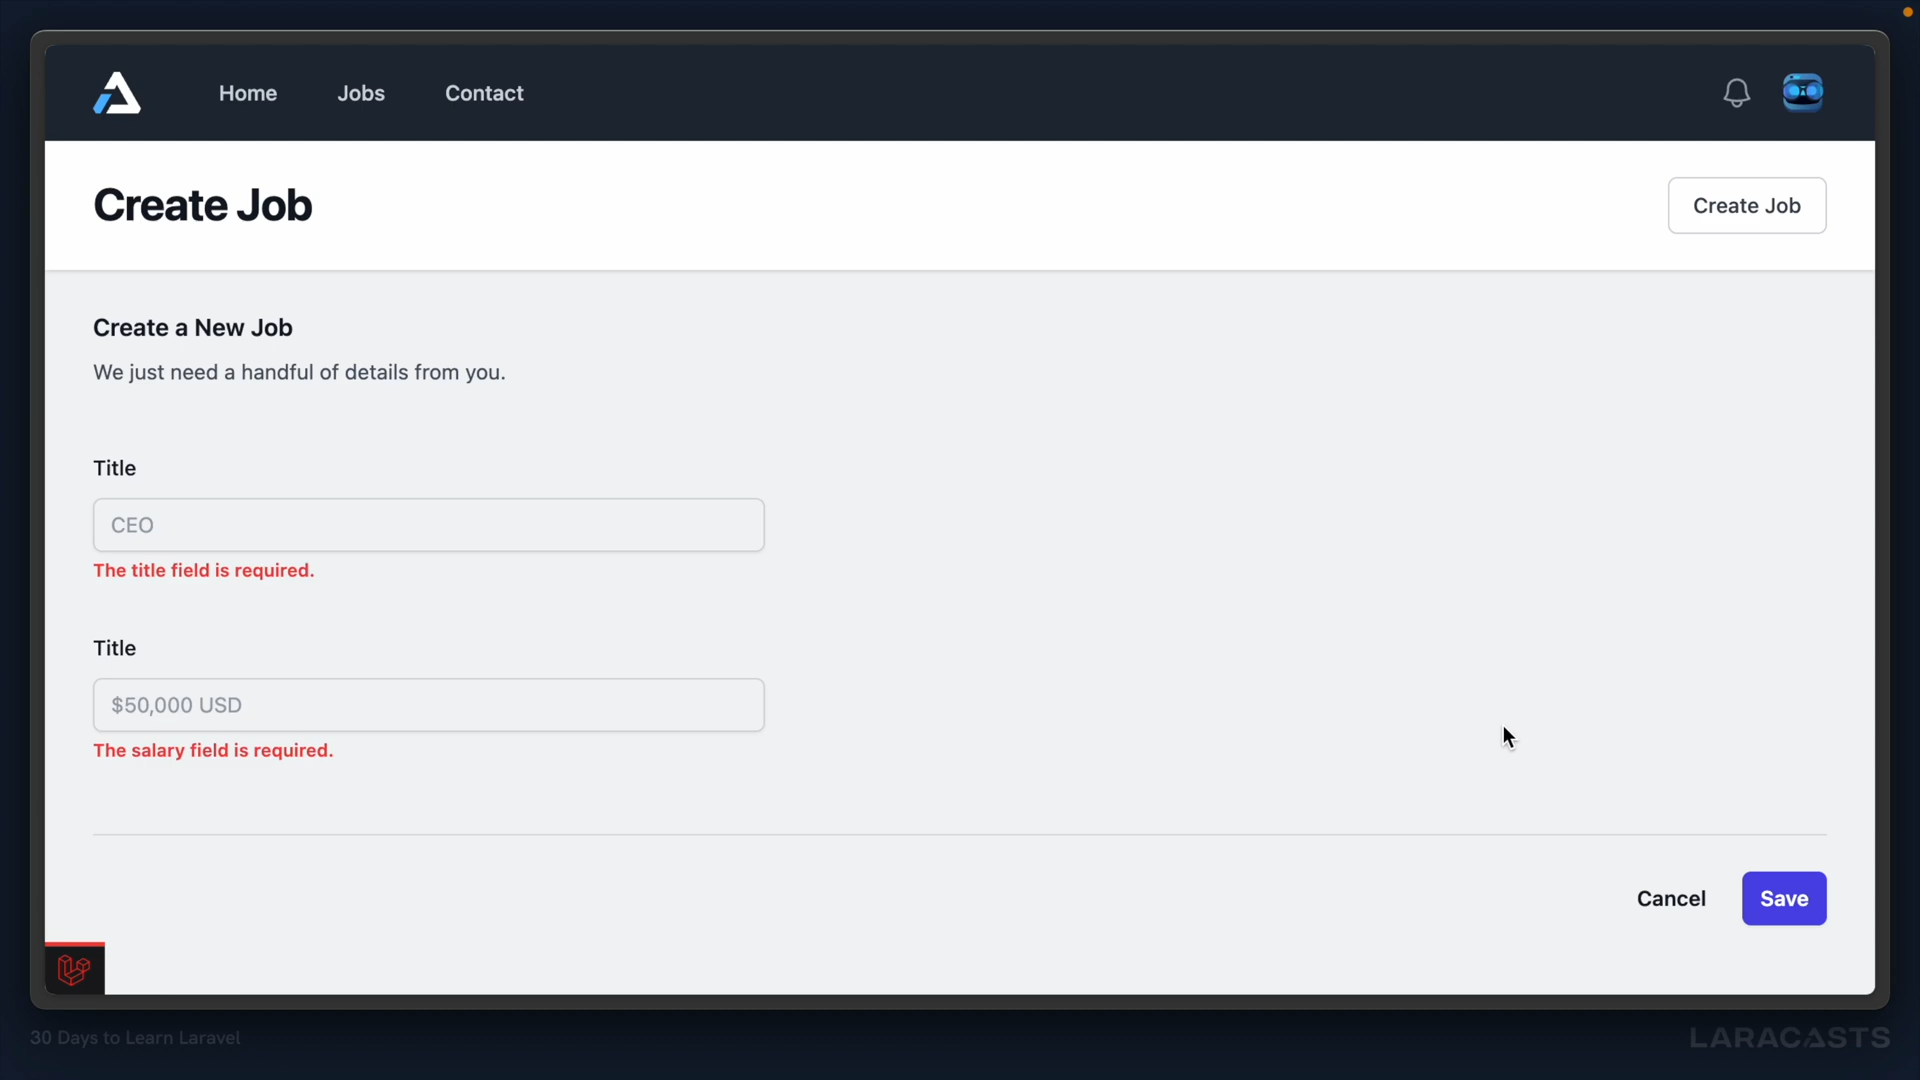 Home
Jobs
Contact
Create Job
Create Job
Create a New Job
We just need a handful of details from you.
Title
CEO
The title field is required.
Title
$50,000 USD
The salary field is required.
Cancel
Save
30 Days to Learn Laravel
LARACASTS